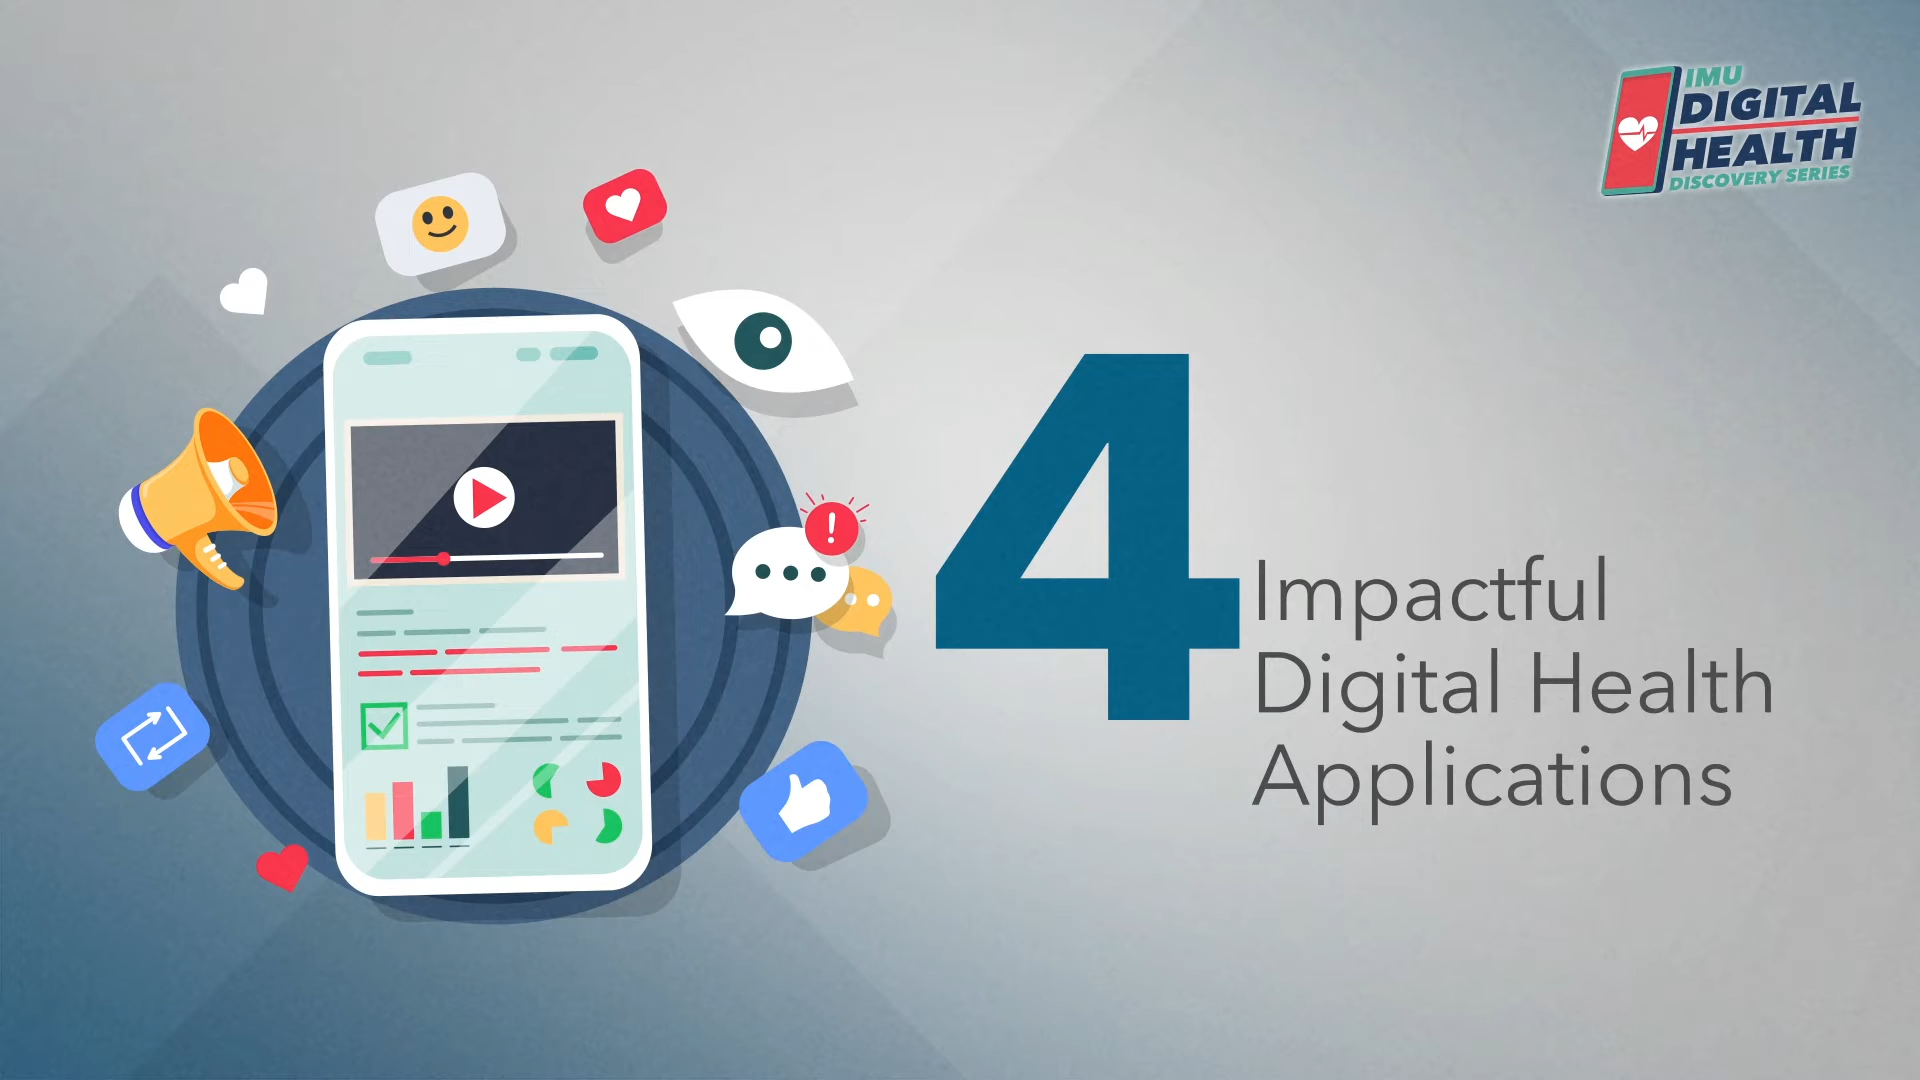 IMU
DIGITAL
HEALTH
DISCOVERY SERIES
4
Impactful
Digital Health
Applications